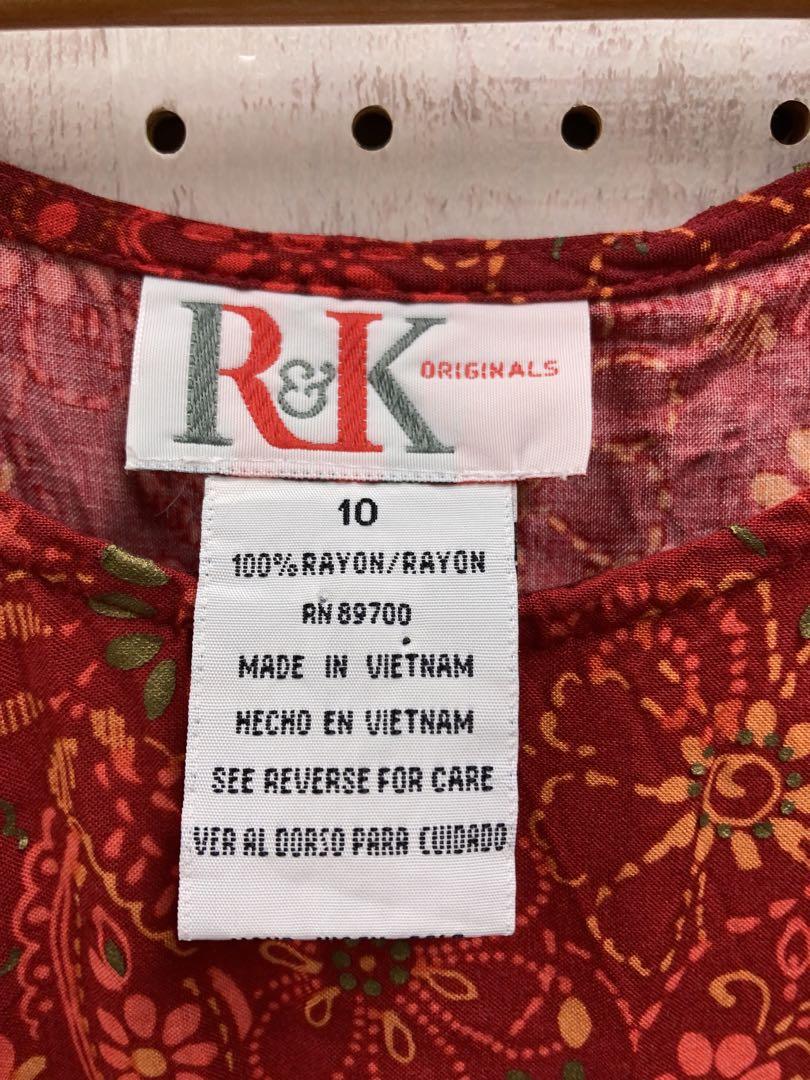 R&K ORIGINALS
10
100% RAYON/RAYON
RN 89700
MADE IN VIETNAM
HECHO EN VIETNAM
SEE REVERSE FOR CARE
VER AL DORSO PARA CUIDADO